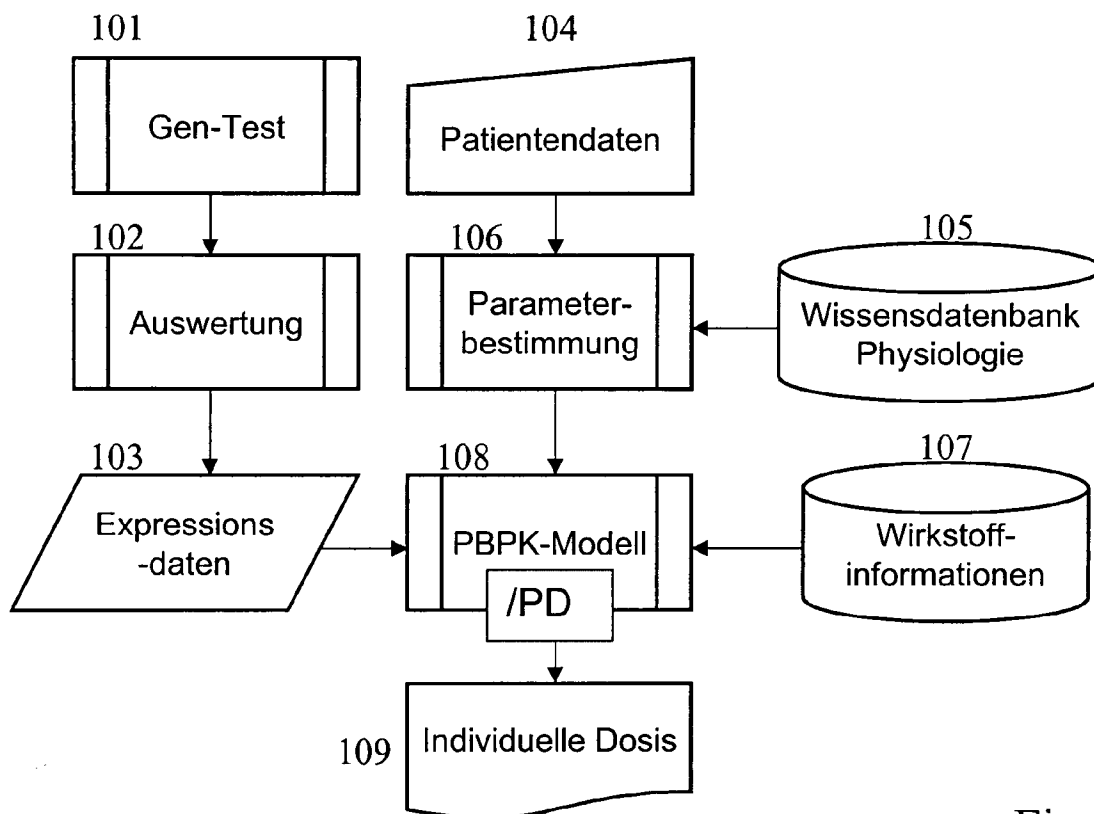 101
104
Gen-Test
Patientendaten
102
106
105
Auswertung
Parameter-
bestimmung
Wissensdatenbank
Physiologie
103
108
107
Expressions
-daten
PBPK-Modell
/PD
Wirkstoff-
informationen
109
Individuelle Dosis